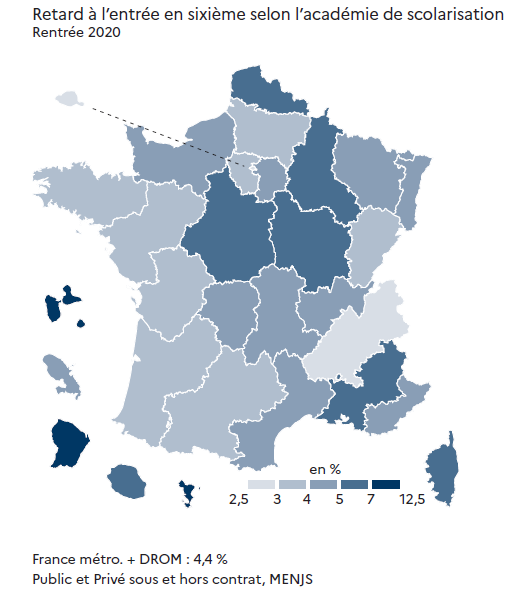 Retard à l'entrée en sixième selon l'académie de scolarisation
Rentrée 2020
en %
2,5 3 4 5 7 12,5
France métro. + DROM : 4,4 %
Public et Privé sous et hors contrat, MENJS